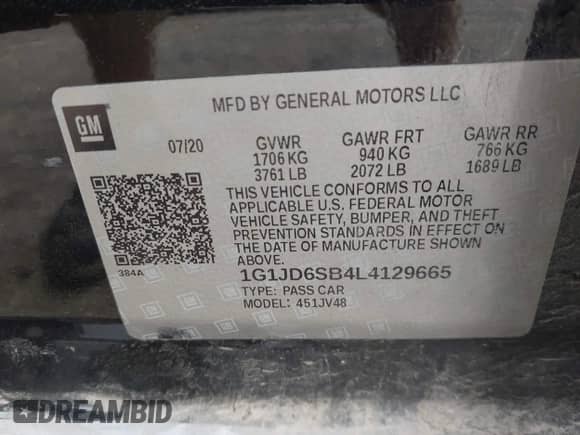 MFD BY GENERAL MOTORS LLC
GM
07/20
GVWR
1706 KG
3761 LB
GAWR FRT
940 KG
2072 LB
GAWR RR
766 KG
1689 LB
THIS VEHICLE CONFORMS TO ALL
APPLICABLE U.S. FEDERAL MOTOR
VEHICLE SAFETY, BUMPER, AND THEFT
PREVENTION STANDARDS IN EFFECT ON
THE DATE OF MANUFACTURE SHOWN
ABOVE.
384A
1G1JD6SB4L4129665
TYPE: PASS CAR
MODEL: 451JV48
DREAMBID